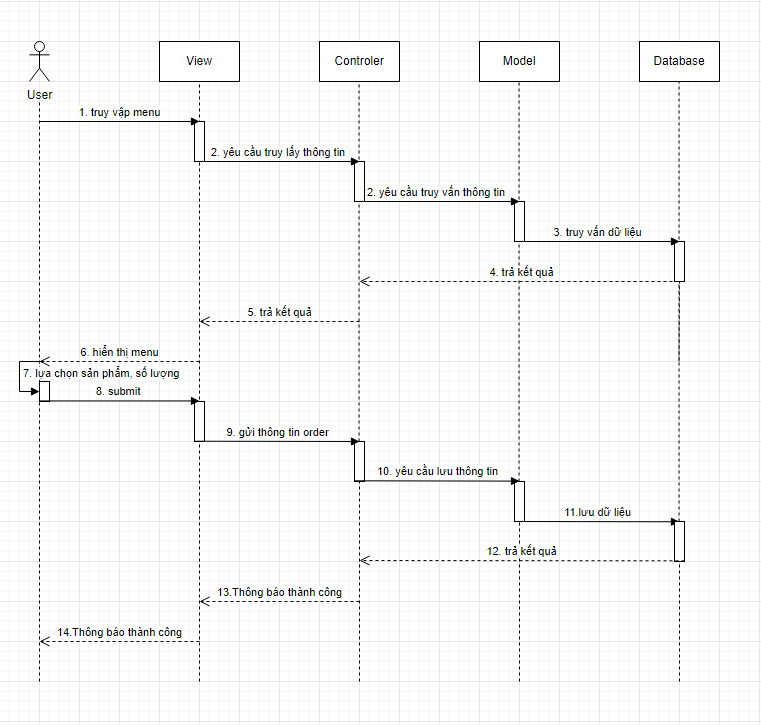 View
Controler
Model
Database
User
1. truy vập menu
2. yêu cầu truy lấy thông tin
2. yêu cầu truy vấn thông tin
3. truy vấn dữ liệu
4. trả kết quả
5. trả kết quả
6. hiển thị menu
7. lựa chọn sản phẩm, số lượng
8. submit
9. gửi thông tin order
10. yêu cầu lưu thông tin
11.lưu dữ liệu
12. trả kết quả
13.Thông báo thành công
14.Thông báo thành công